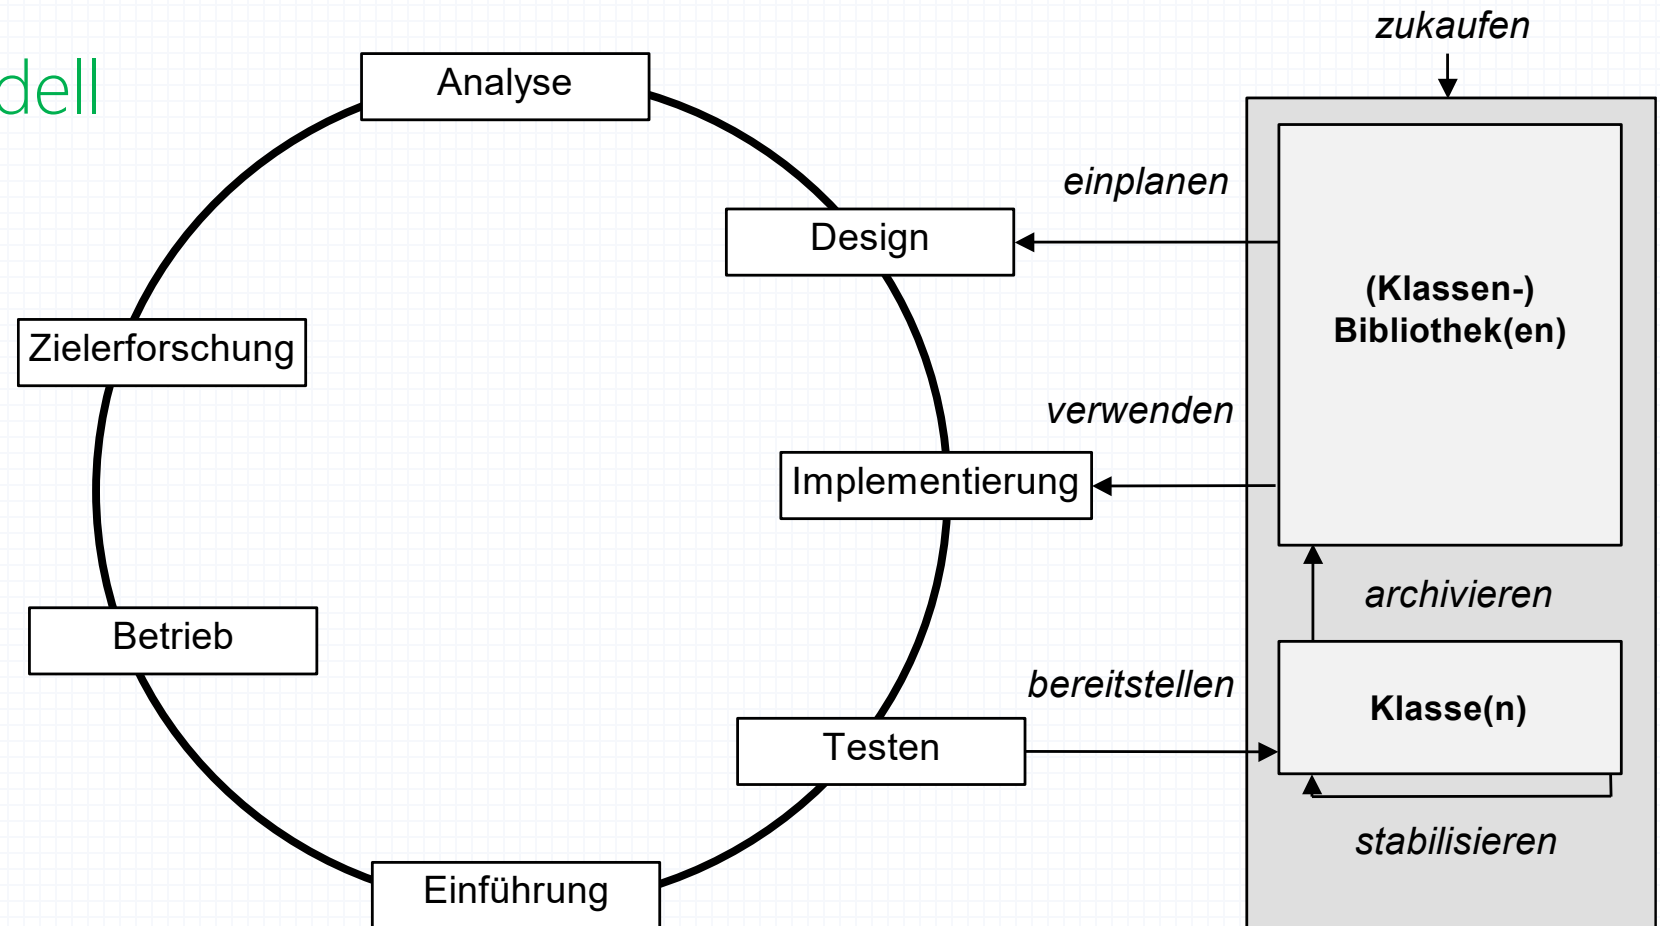 dell
zukaufen
Analyse
einplanen
Design
(Klassen-)
Bibliothek(en)
Zielerforschung
verwenden
Implementierung
archivieren
Betrieb
bereitstellen
Klasse(n)
Testen
stabilisieren
Einführung